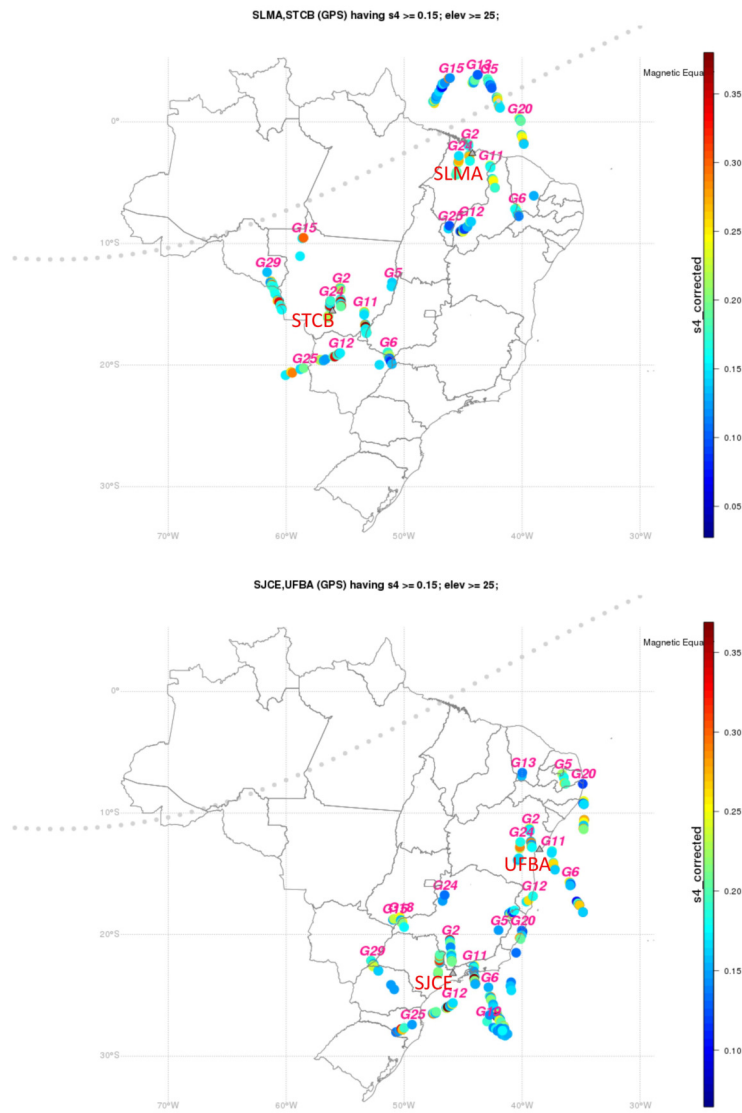 SLMA,STCB (GPS) having s4 >= 0.15; elev >= 25;
Magnetic Equa
G15
G5
G20
0°
G2
G24
G11
SLMA
G6
G25 G12
G15
10°S
G29
G2
G5
G24
G11
STCB
G12
G6
G25
20°S
30°S
70°W 60°W 50°W 40°W 30°W
0.35
0.30
0.25
0.20
0.15
0.10
0.05
s4_corrected
SJCE,UFBA (GPS) having s4 >= 0.15; elev >= 25;
Magnetic Equa
0°
G13
G5
G20
10°S
G2
G24
G11
UFBA
G6
G24
G12
G5 G20
20°S
G2
G29
G11
SJCE
G6
G12
G25
30°S
70°W 60°W 50°W 40°W 30°W
0.35
0.30
0.25
0.20
0.15
0.10
s4_corrected